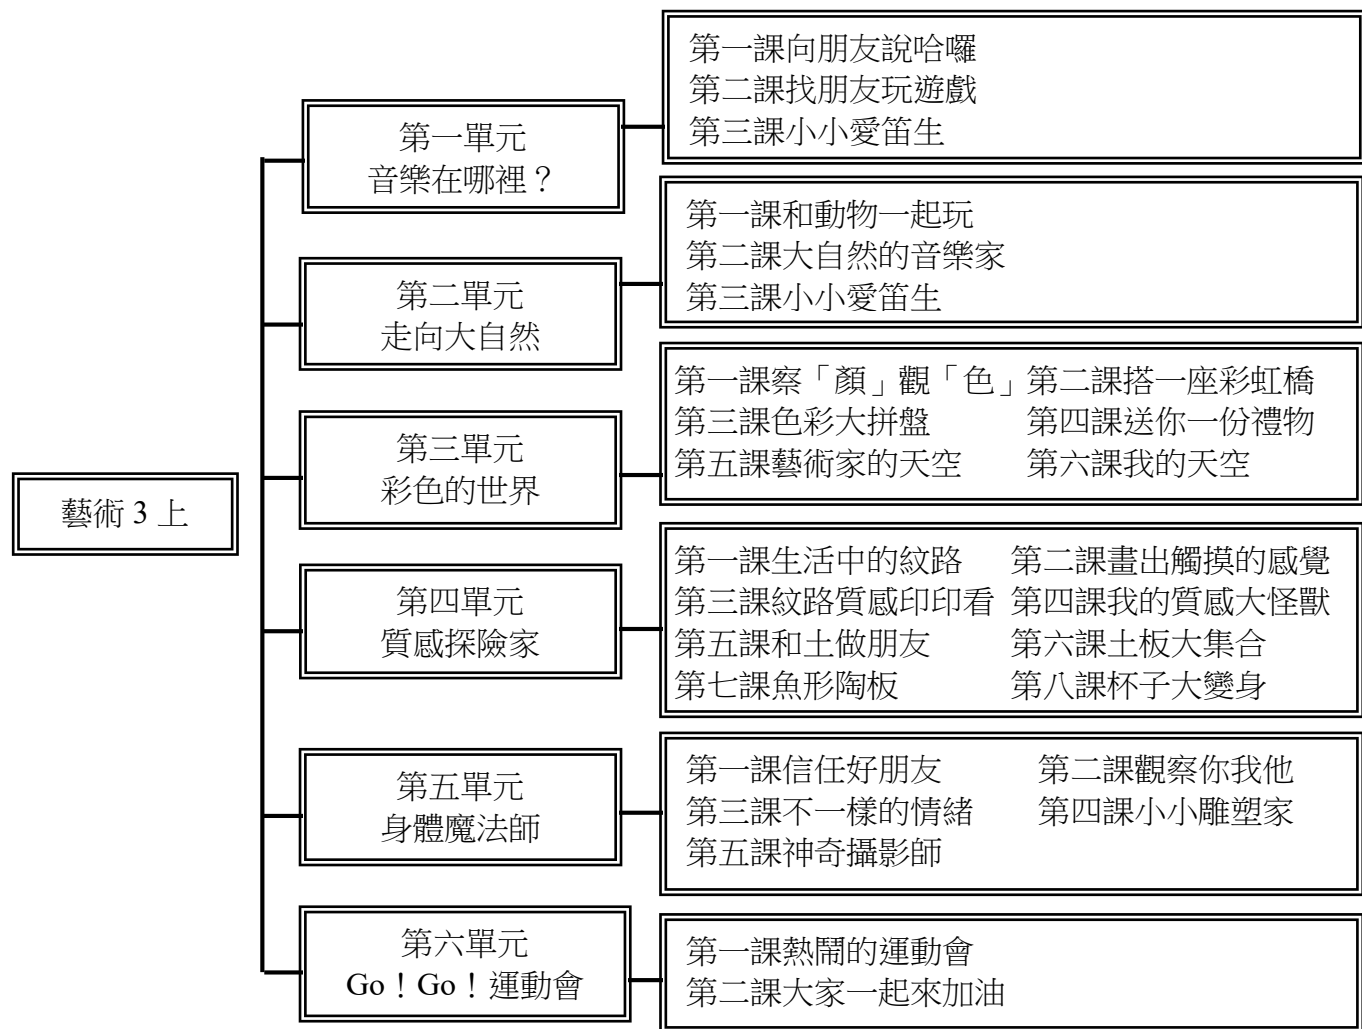 藝術 3 上
第一單元
音樂在哪裡？
第一課向朋友說哈囉
第二課找朋友玩遊戲
第三課小小愛笛生
第二單元
走向大自然
第一課和動物一起玩
第二課大自然的音樂家
第三課小小愛笛生
第三單元
彩色的世界
第一課察「顏」觀「色」第二課搭一座彩虹橋
第三課色彩大拼盤 第四課送你一份禮物
第五課藝術家的天空 第六課我的天空
第四單元
質感探險家
第一課生活中的紋路 第二課畫出觸摸的感覺
第三課紋路質感印印看 第四課我的質感大怪獸
第五課和土做朋友 第六課土板大集合
第七課魚形陶板 第八課杯子大變身
第五單元
身體魔法師
第一課信任好朋友 第二課觀察你我他
第三課不一樣的情緒 第四課小小雕塑家
第五課神奇攝影師
第六單元
Go！Go！運動會
第一課熱鬧的運動會
第二課大家一起來加油